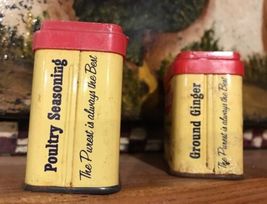 Poultry Seasoning
The Purest is always the Best
Ground Ginger
The Purest is always the Best